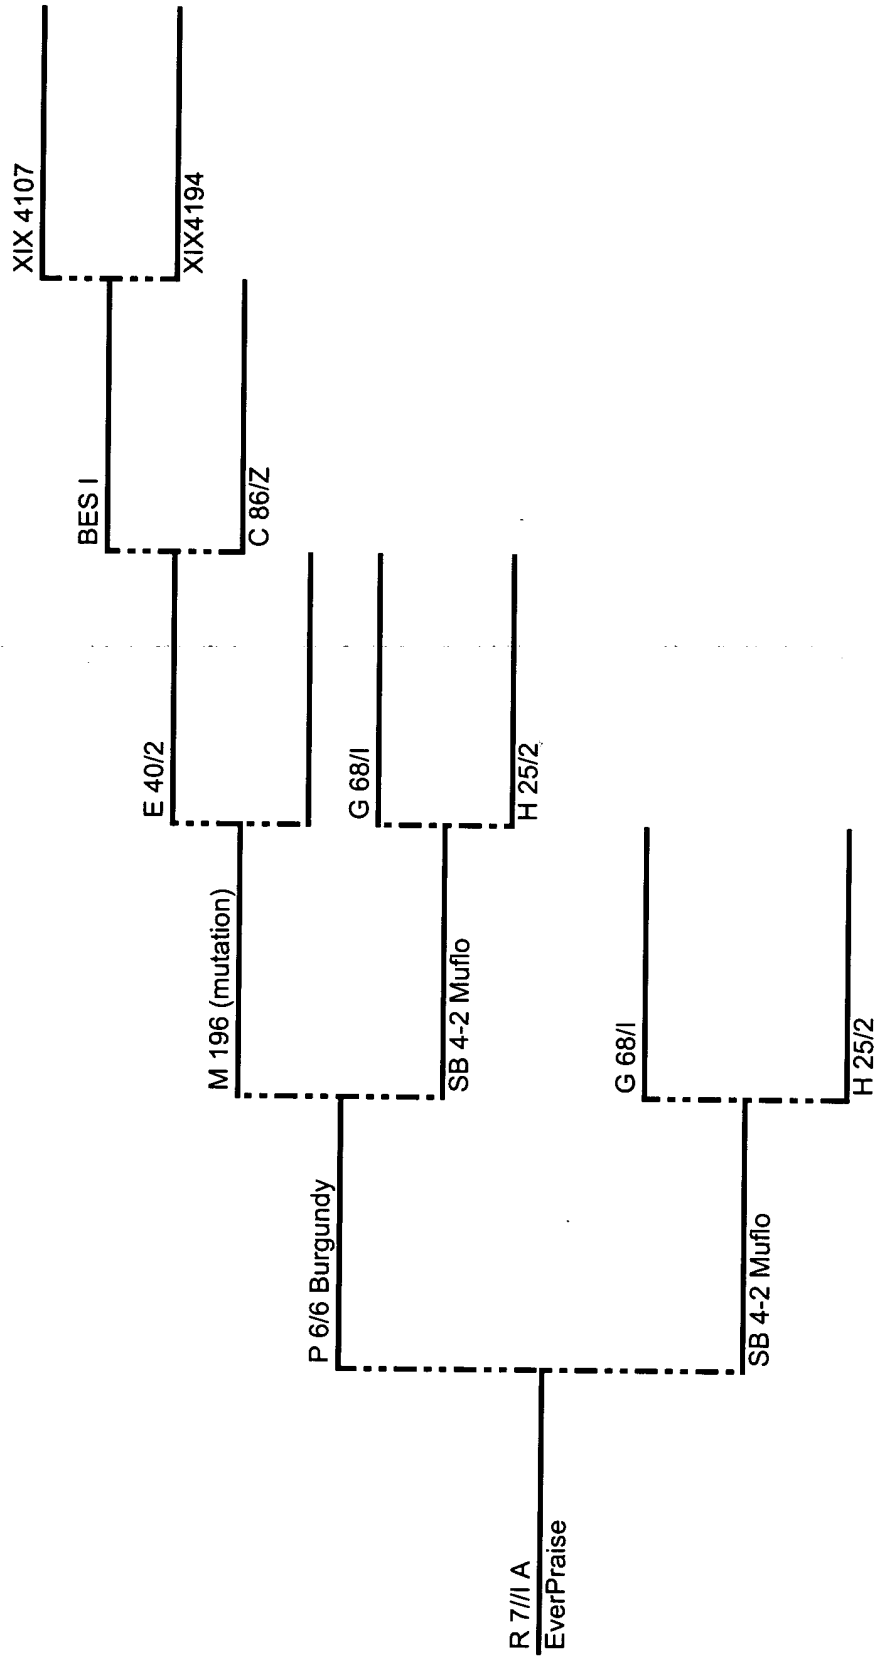 XIX 4107
XIX4194
BES I
C 86/Z
E 40/2
G 68/I
H 25/2
M 196 (mutation)
SB 4-2 Muflo
G 68/I
H 25/2
P 6/6 Burgundy
SB 4-2 Muflo
R 7//I A
EverPraise